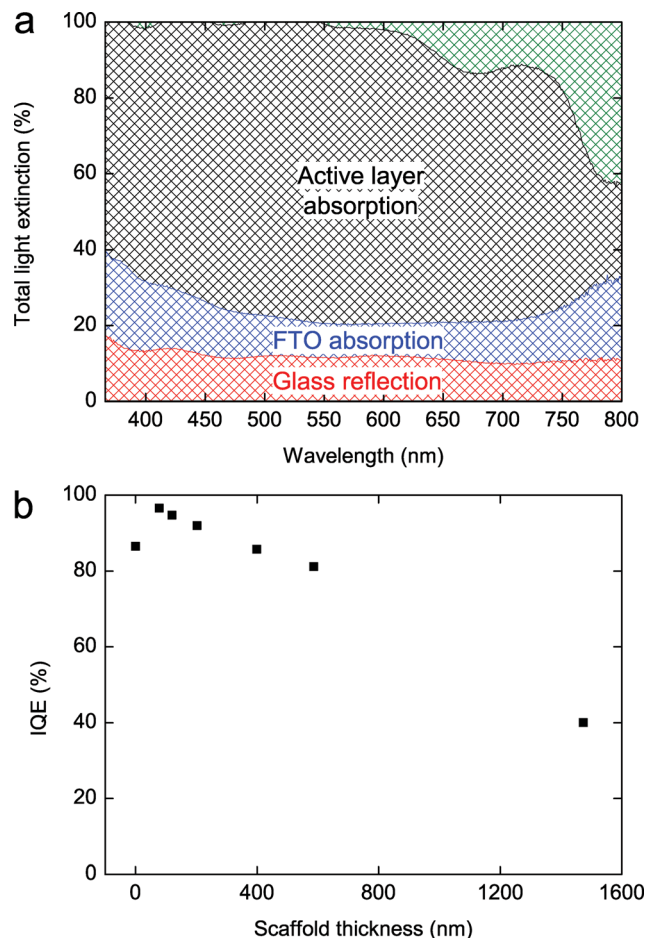 a
Total light extinction (%)
100
80
60
40
20
0
Active layer
absorption
FTO absorption
Glass reflection
400 450 500 550 600 650 700 750 800
Wavelength (nm)
b
IQE (%)
100
80
60
40
20
0
0 400 800 1200 1600
Scaffold thickness (nm)